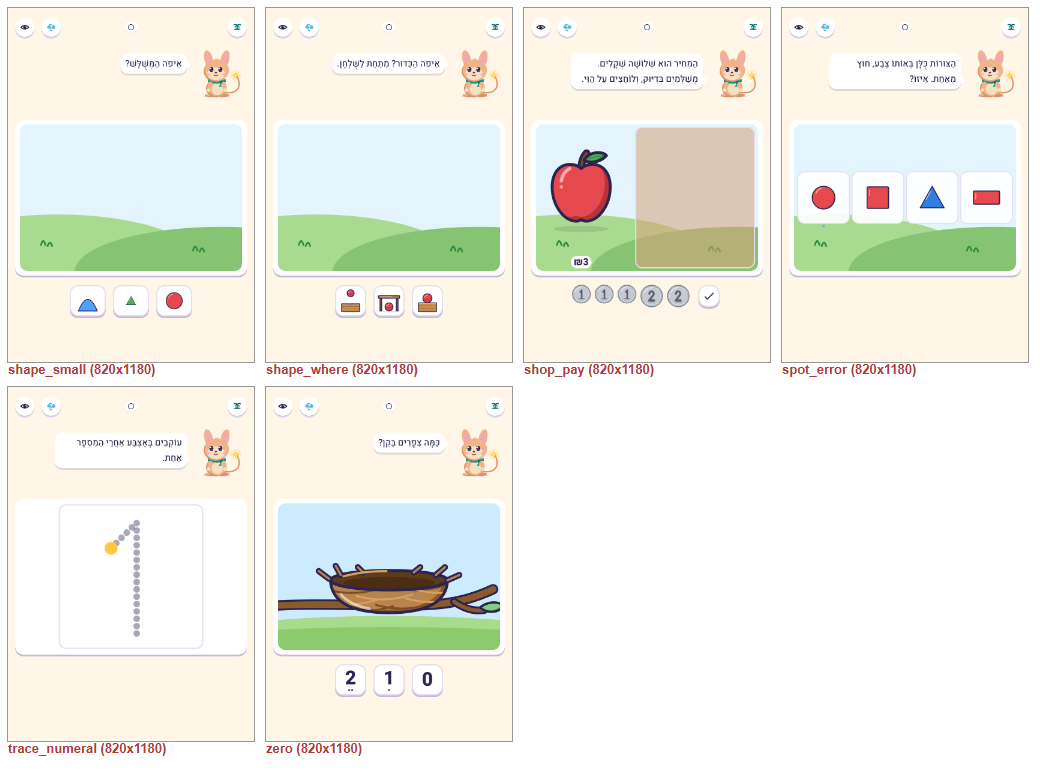 אֵיפֹה הַמְּשֻׁלָּשׁ?
shape_small (820x1180)
אֵיפֹה הַכַּדּוּר? מִתַּחַת לַשֻּׁלְחָן.
shape_where (820x1180)
הַמְּחִיר הוּא שְׁלוֹשָׁה שְׁקָלִים.
מְשַׁלְּמִים בְּדִיּוּק, וְלוֹחֲצִים עַל הַוִּי.
₪3
1 1 1 2 2
shop_pay (820x1180)
הַצּוּרוֹת כֻּלָּן בְּאוֹתוֹ צֶבַע, חוּץ
מֵאַחַת. אֵיזוֹ?
spot_error (820x1180)
עוֹקְבִים בָּאֶצְבַּע אַחֲרֵי הַמִּסְפָּר
אַחַת.
1
trace_numeral (820x1180)
כַּמָּה צִפֳּרִים בַּקֵּן?
2 1 0
zero (820x1180)